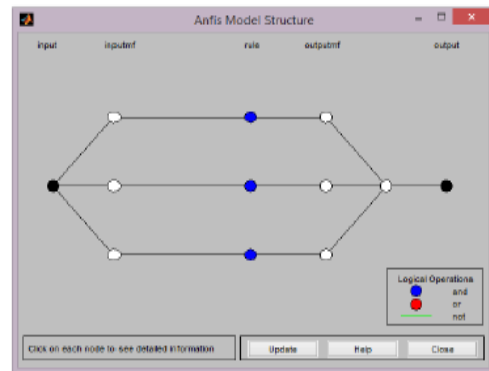 Anfis Model Structure
input inputmf rule outputmf output
Logical Operations
and
or
not
Click on each node to see detailed information
Update Help Close